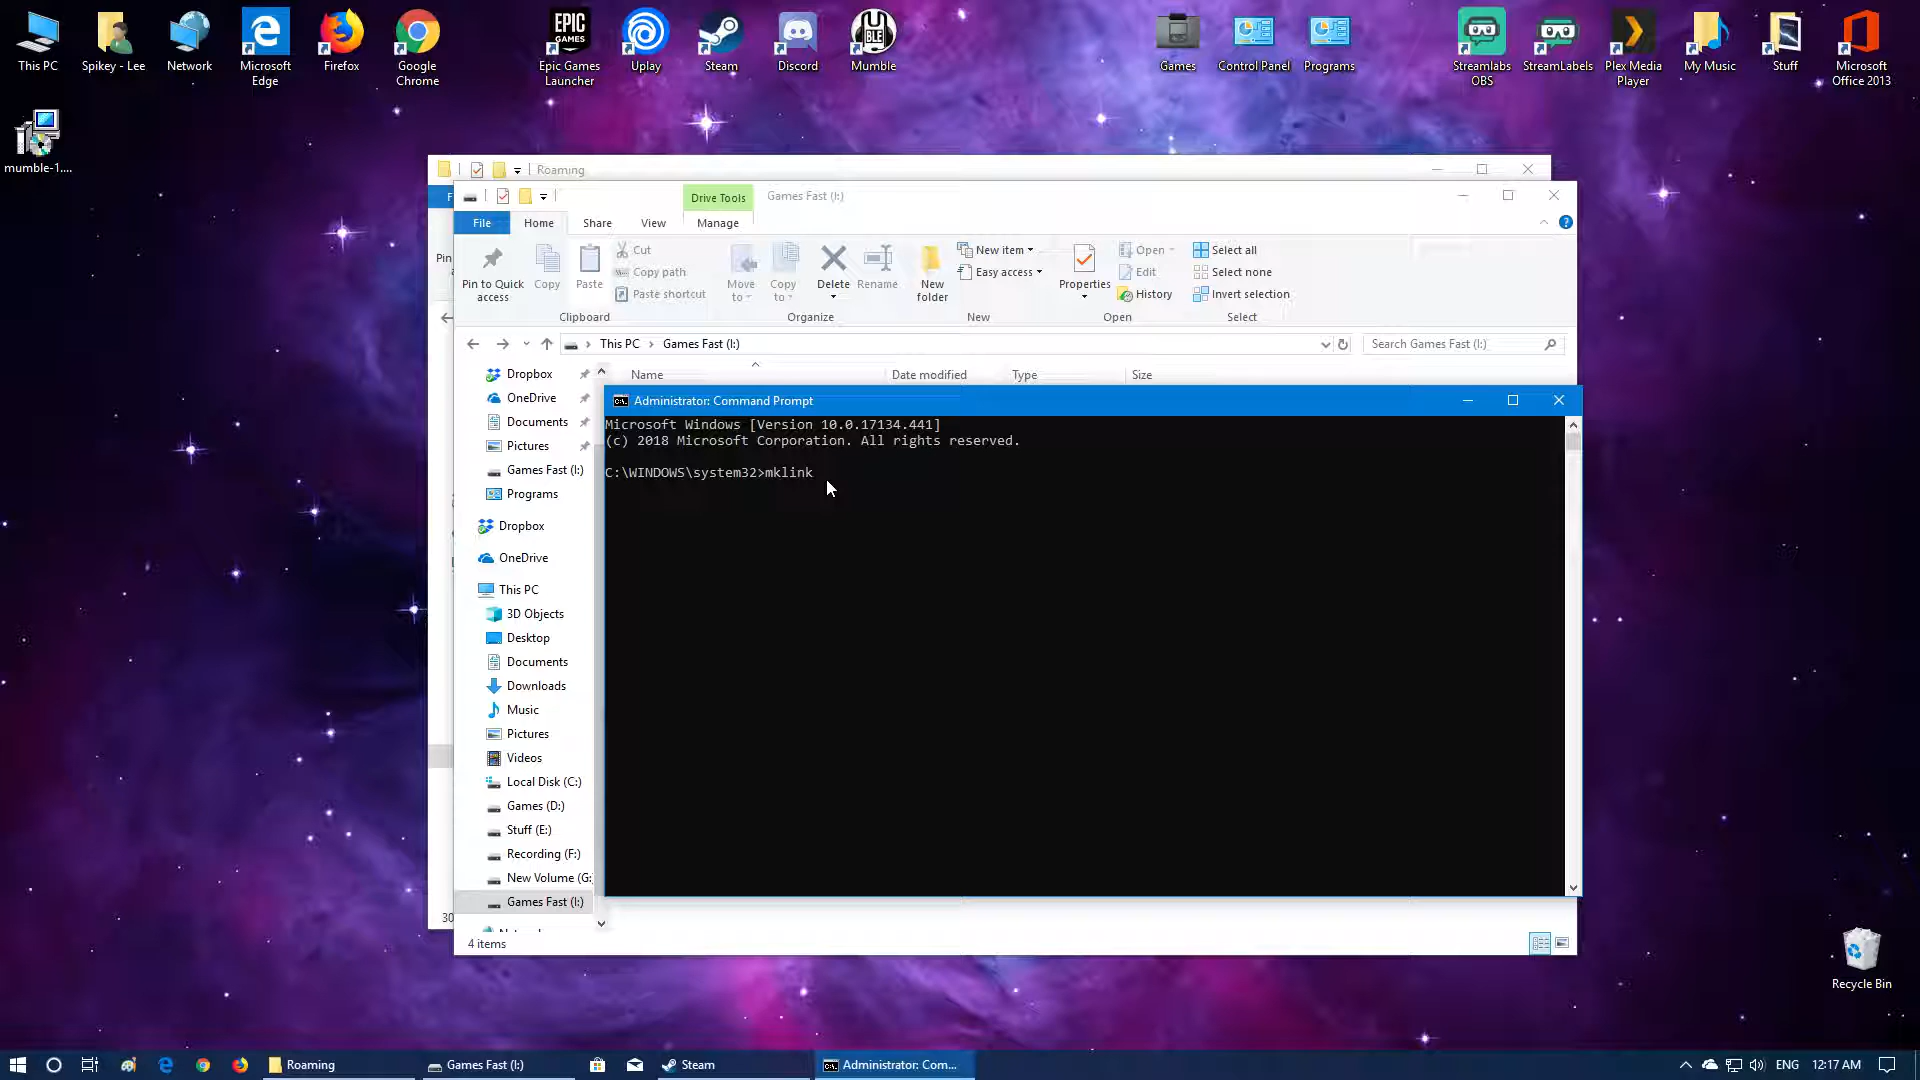 This PC
Spikey - Lee
Network
Microsoft
Edge
Firefox
Google
Chrome
EPIC
GAMES
Epic Games
Launcher
Uplay
Steam
Discord
Mumble
Games
Control Panel
Programs
Streamlabs
OBS
StreamLabels
Plex Media
Player
My Music
Stuff
Microsoft
Office 2013
mumble-1....
Roaming
Drive Tools
Games Fast (I:)
File
Home
Share
View
Manage
Pin to Quick
access
Copy
Paste
Cut
Copy path
Paste shortcut
Clipboard
Move
to
Copy
to
Delete
Rename
Organize
New
folder
New item
Easy access
New
Properties
Open
Edit
History
Open
Select all
Select none
Invert selection
Select
This PC
Games Fast (I:)
Search Games Fast (I:)
Name
Date modified
Type
Size
Dropbox
OneDrive
Documents
Pictures
Games Fast (I:)
Programs
Dropbox
OneDrive
This PC
3D Objects
Desktop
Documents
Downloads
Music
Pictures
Videos
Local Disk (C:)
Games (D:)
Stuff (E:)
Recording (F:)
New Volume (G:
Games Fast (I:)
30
4 items
Administrator: Command Prompt
Microsoft Windows [Version 10.0.17134.441]
(c) 2018 Microsoft Corporation. All rights reserved.
C:\WINDOWS\system32>mklink
Recycle Bin
Roaming
Games Fast (I:)
Steam
Administrator: Com...
ENG
12:17 AM